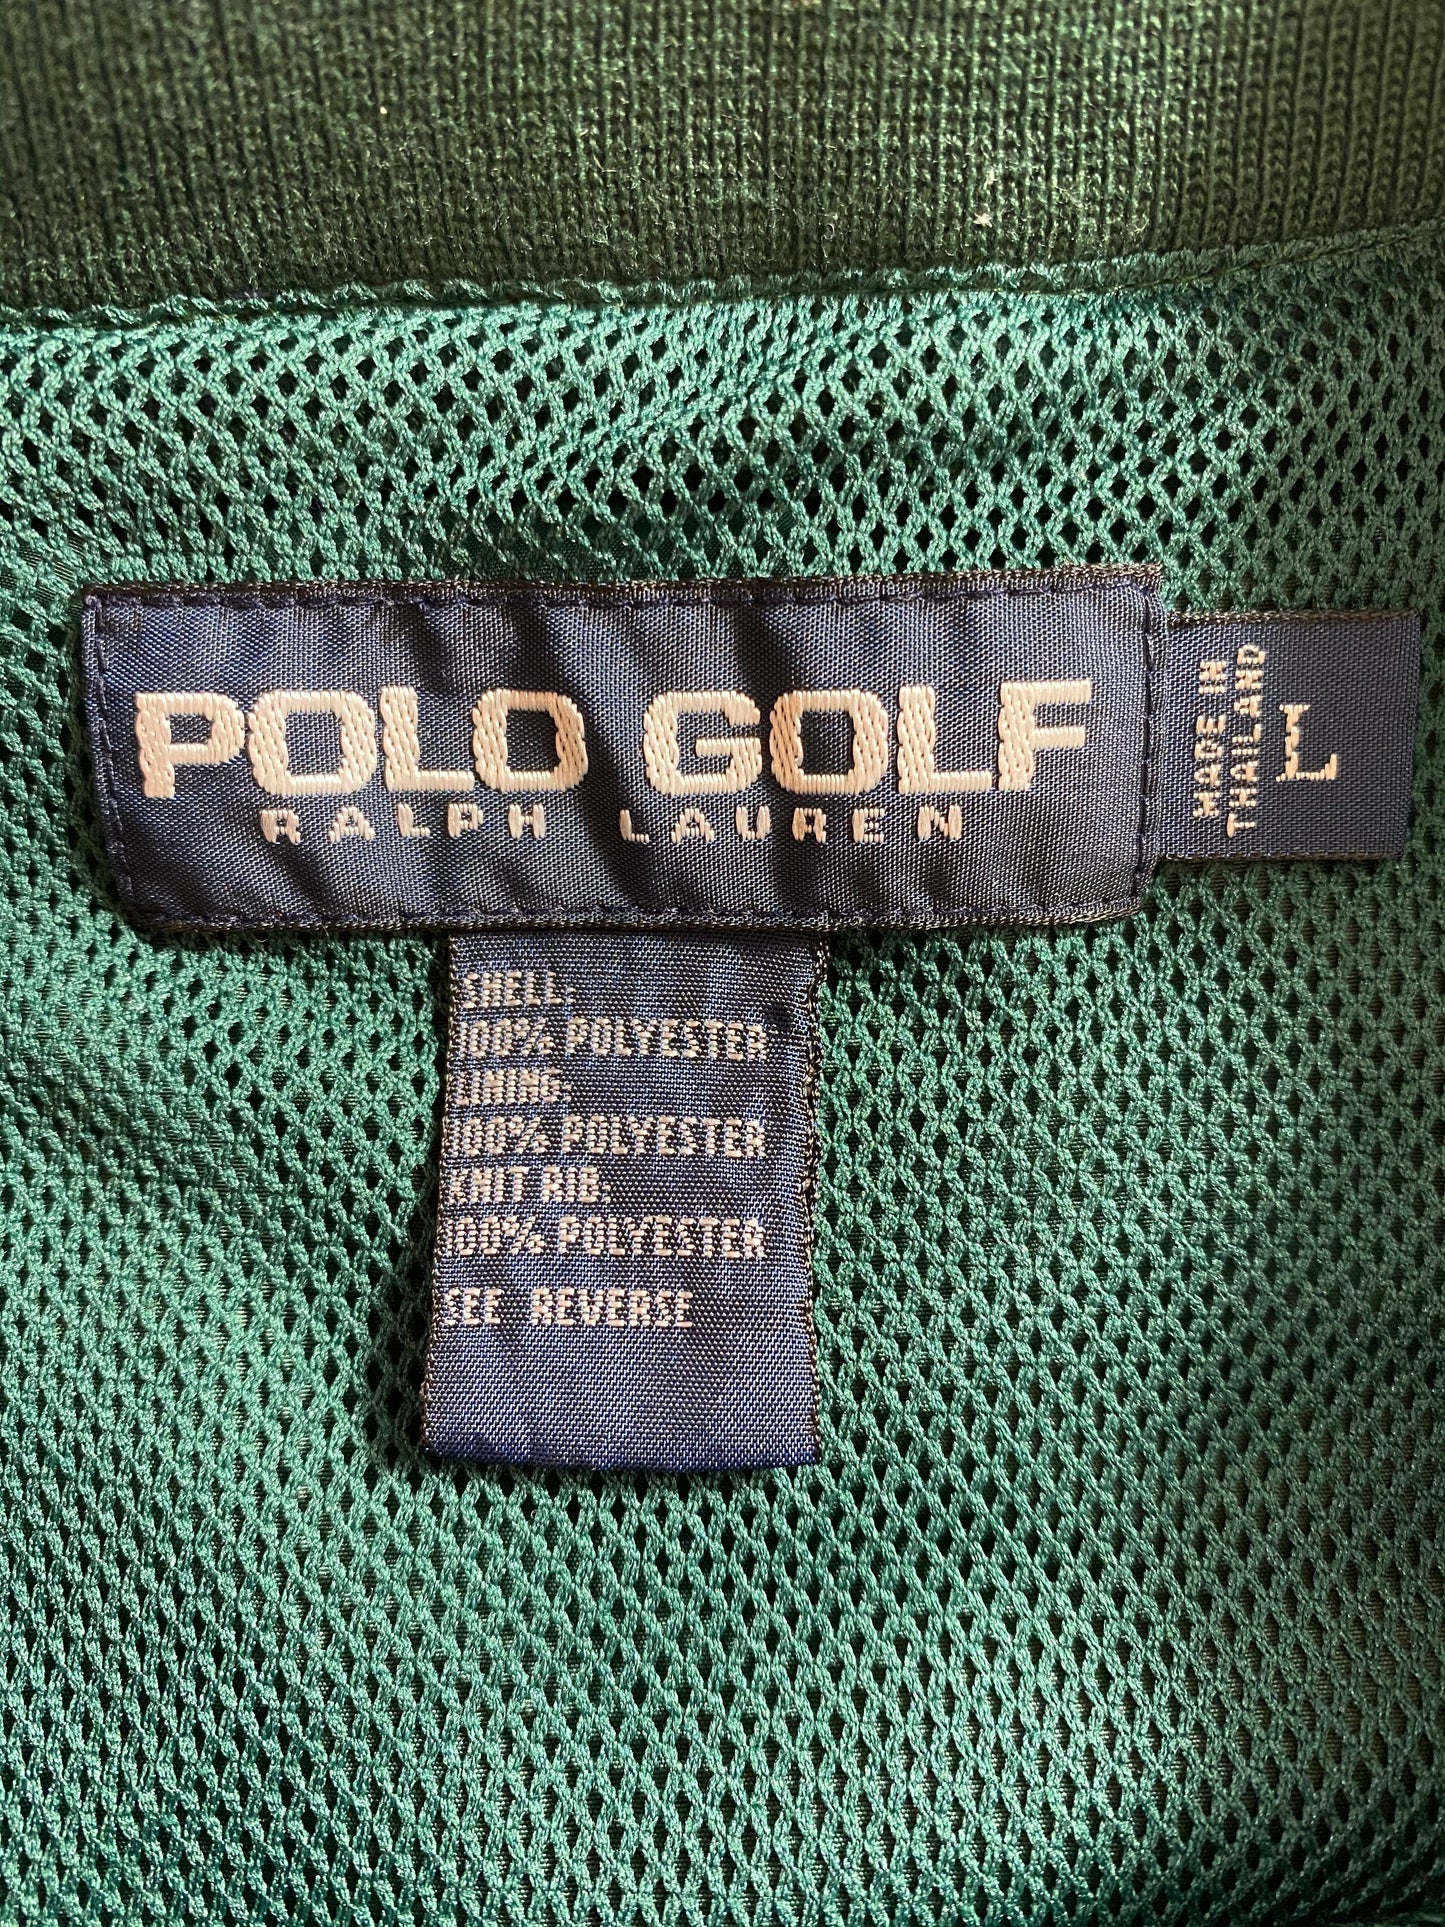 POLO GOLF
RALPH LAUREN
MADE IN
THAILAND
L
SHELL:
100% POLYESTER
LINING:
100% POLYESTER
KNIT RIB:
100% POLYESTER
SEE REVERSE